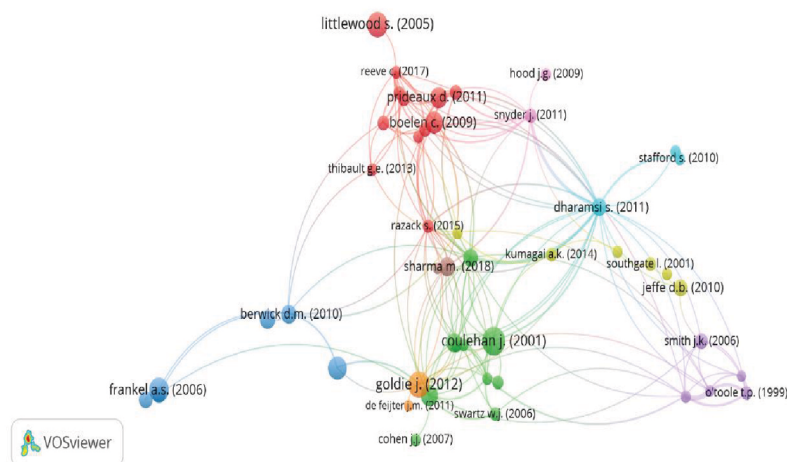 littlewood s. (2005)
reeve c. (2017)
hood j.g. (2009)
prideaux d. (2011)
snyder j. (2011)
boelen c. (2009)
stafford s. (2010)
thibault g.e. (2013)
dharamsi s. (2011)
razack s. (2015)
kumagai a.k. (2014)
southgate l. (2001)
sharma m. (2018)
jeffe d.b. (2010)
berwick d.m. (2010)
coulehan j. (2001)
smith j.k. (2006)
goldie j. (2012)
frankel a.s. (2006)
o'toole t.p. (1999)
de feijter j.m. (2011)
swartz w.j. (2006)
cohen j.j. (2007)
VOSviewer